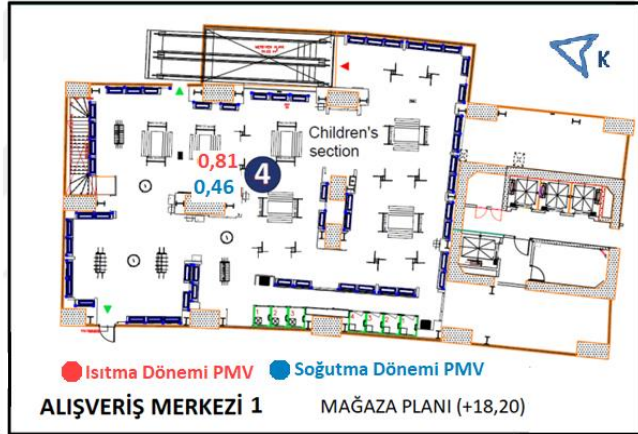 K
Children's
section
0,81
0,46
4
Isıtma Dönemi PMV
Soğutma Dönemi PMV
ALIŞVERİŞ MERKEZİ 1
MAĞAZA PLANI (+18,20)